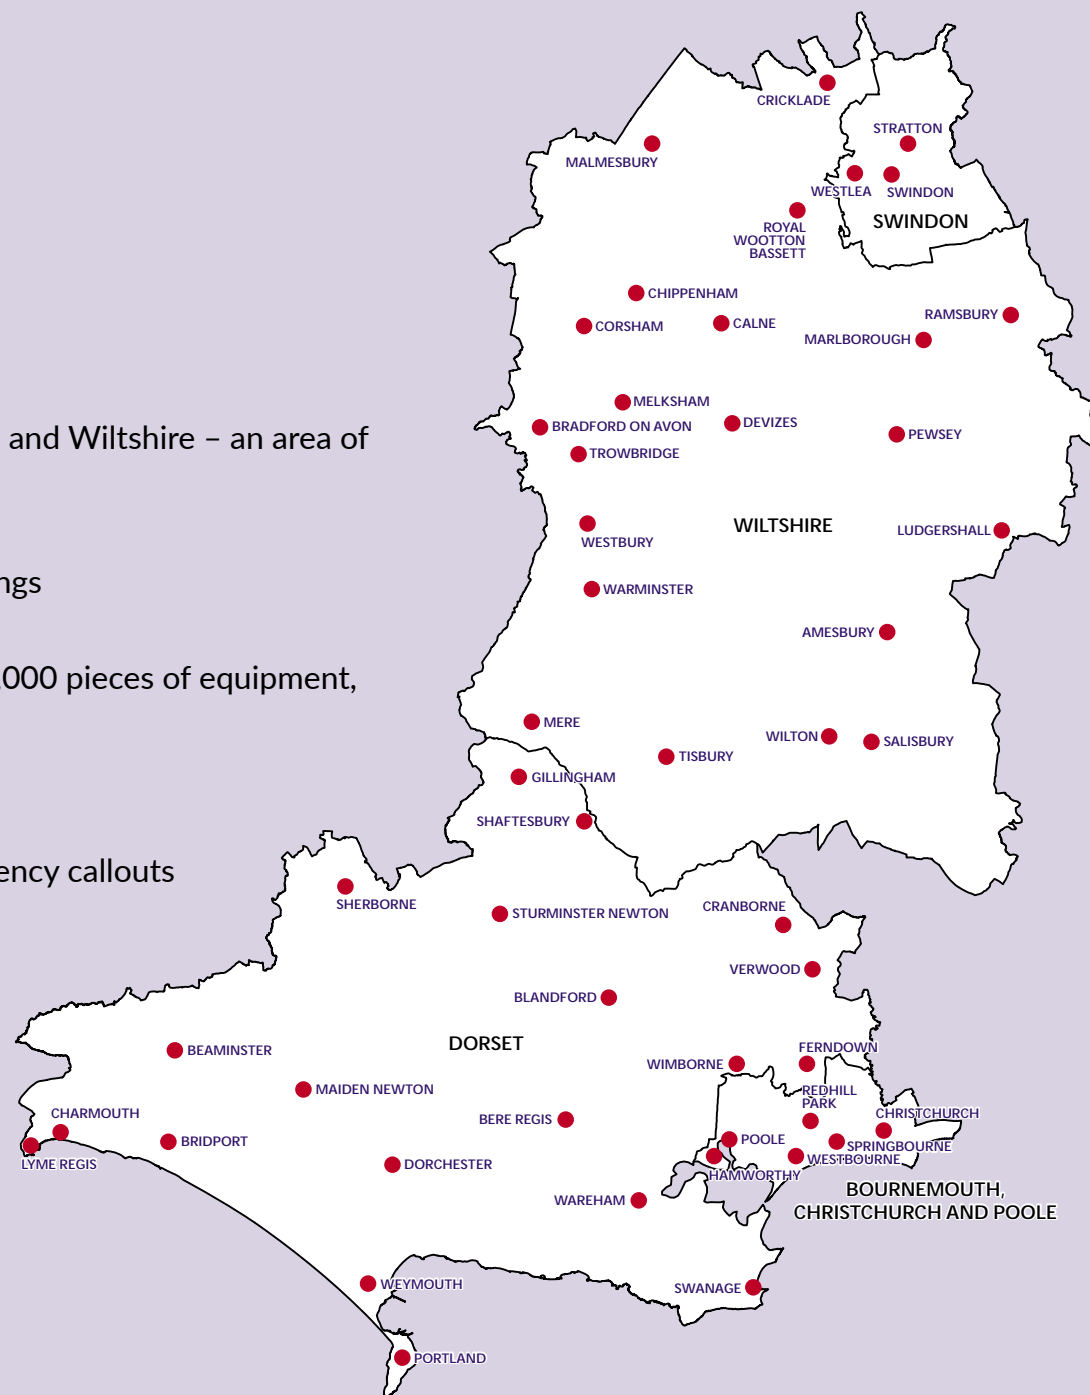 CRICKLADE
STRATTON
MALMESBURY
WESTLEA
SWINDON
SWINDON
ROYAL
WOOTTON
BASSETT
CHIPPENHAM
RAMSBURY
CORSHAM
CALNE
MARLBOROUGH
MELKSHAM
BRADFORD ON AVON
DEVIZES
PEWSEY
and Wiltshire – an area of
TROWBRIDGE
WILTSHIRE
LUDGERSHALL
WESTBURY
ngs
WARMINSTER
AMESBURY
000 pieces of equipment,
MERE
WILTON
SALISBURY
TISBURY
GILLINGHAM
SHAFTESBURY
ency callouts
SHERBORNE
STURMINSTER NEWTON
CRANBORNE
VERWOOD
BLANDFORD
DORSET
FERNDOWN
BEAMINSTER
WIMBORNE
MAIDEN NEWTON
REDHILL
PARK
CHARMOUTH
BERE REGIS
CHRISTCHURCH
BRIDPORT
POOLE
SPRINGBOURNE
WESTBOURNE
LYME REGIS
DORCHESTER
HAMWORTHY
BOURNEMOUTH,
CHRISTCHURCH AND POOLE
WAREHAM
WEYMOUTH
SWANAGE
PORTLAND